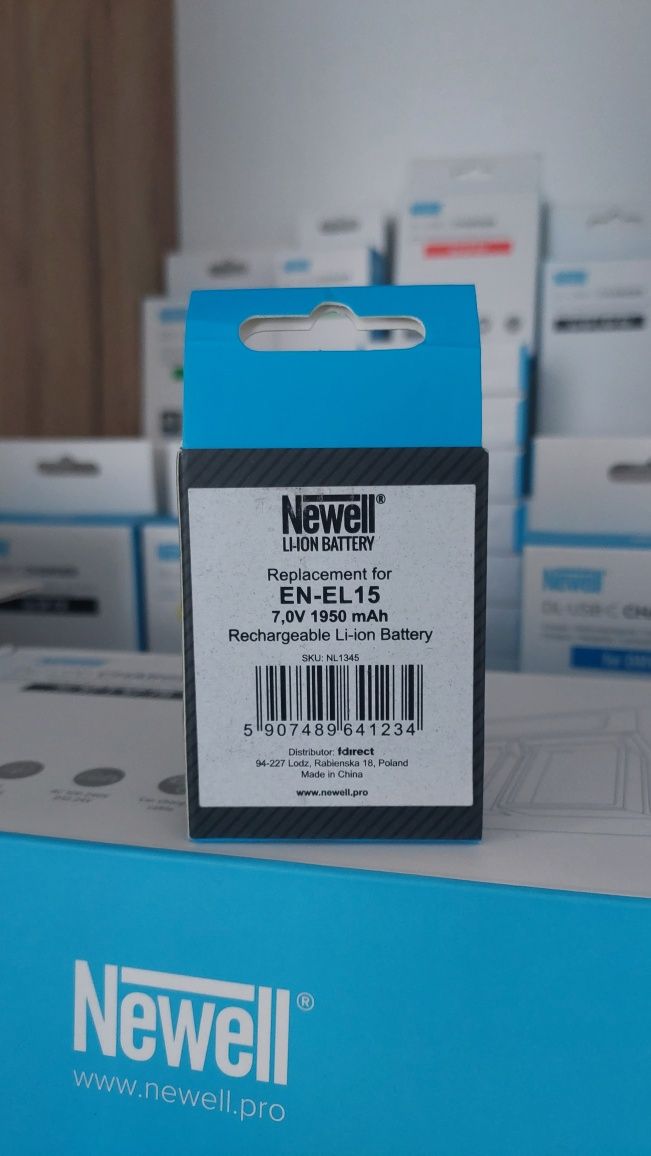 Newell®
LI-ION BATTERY
Replacement for
EN-EL15
7,0V 1950 mAh
Rechargeable Li-ion Battery
SKU: NL1345
5 907489 641234
Distributor: fdirect
94-227 Lodz, Rabienska 18, Poland
Made in China
www.newell.pro
Newell
DL-USB-C
Newell®
www.newell.pro